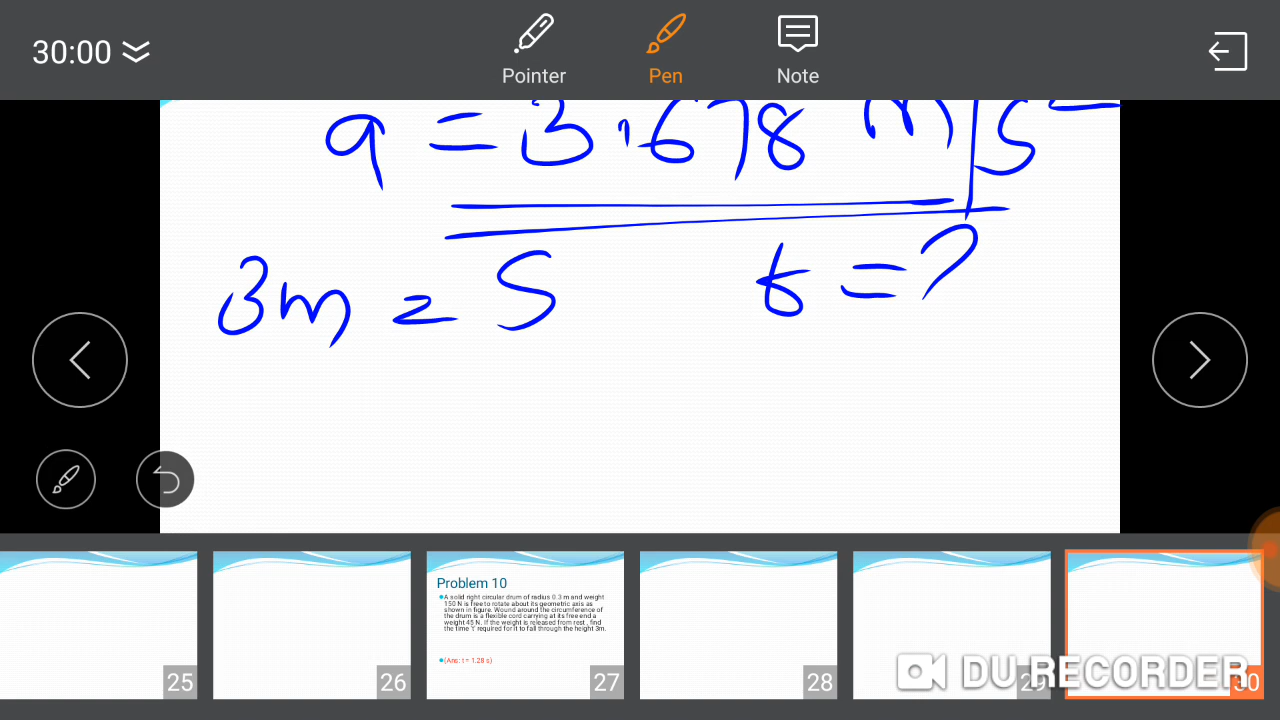 30:00
Pointer
Pen
Note
a = 3.678 m/s²
3m = S t = ?
Problem 10
A solid right circular drum of radius 0.3 m and weight
150 N is free to rotate about its geometric axis as
shown in figure. Wound around the circumference of
the drum is a flexible cord carrying at its free end a
weight 45 N. If the weight is released from rest , find
the time 't' required for it to fall through the height 3m.
(Ans: t = 1.28 s)
25
26
27
28
29
30
DU RECORDER